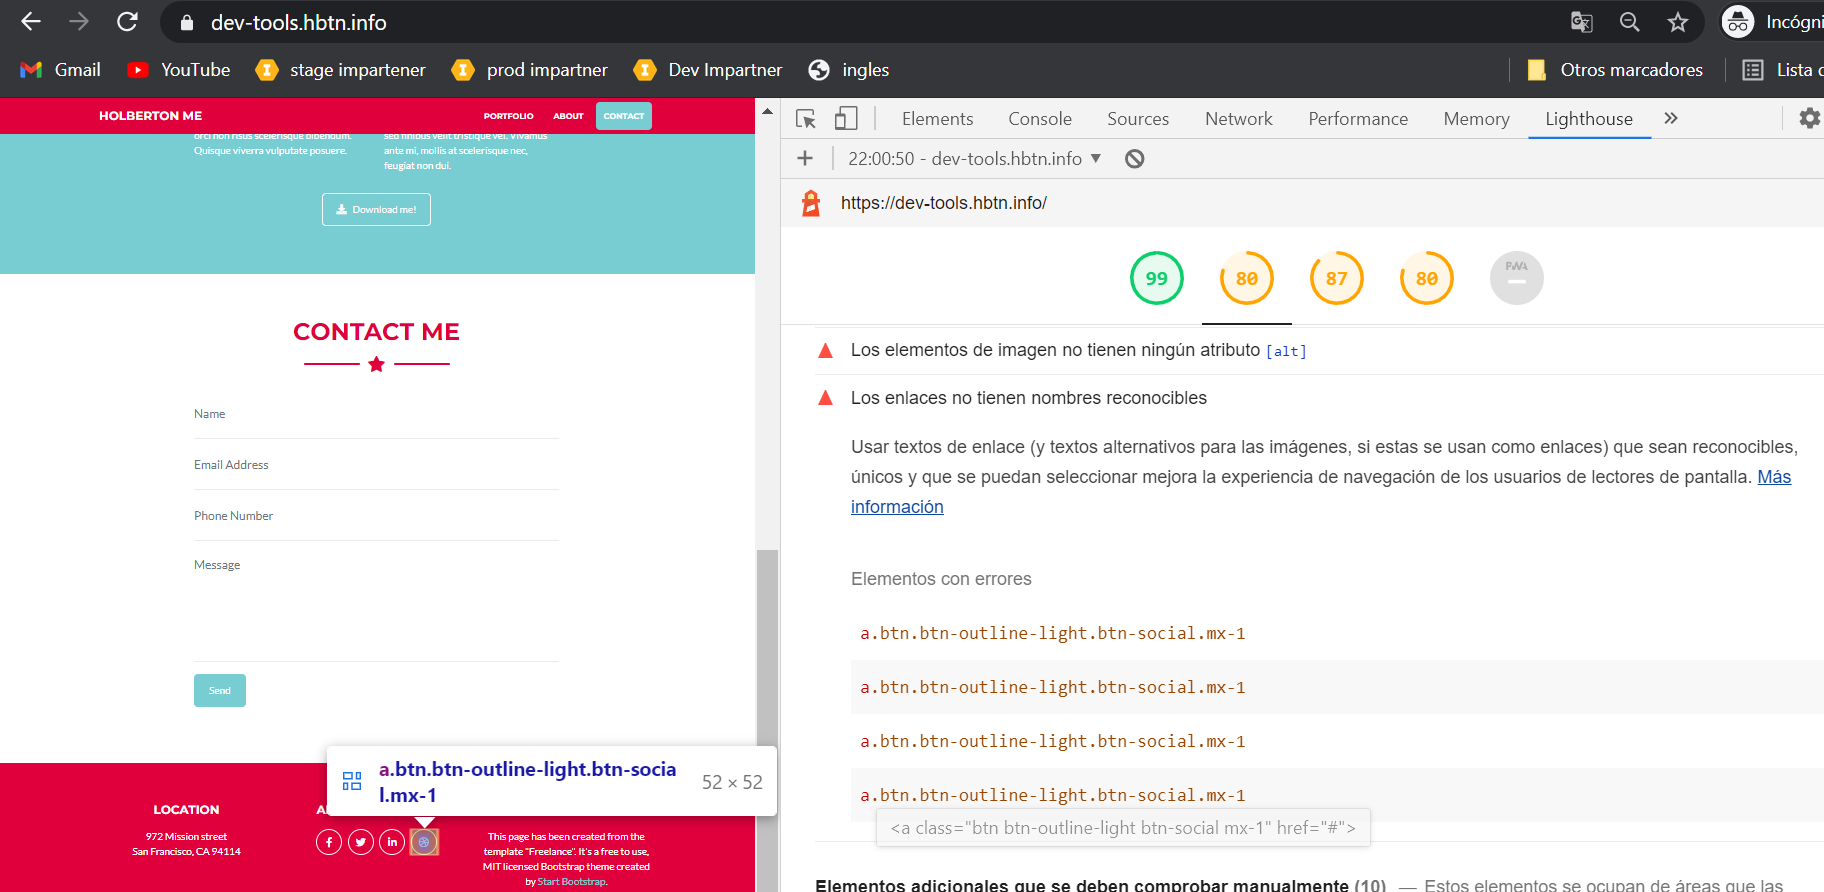 dev-tools.hbtn.info
Incógni
Gmail
YouTube
stage impartener
prod impartner
Dev Impartner
ingles
Otros marcadores
Lista d
HOLBERTON ME
PORTFOLIO
ABOUT
CONTACT
orci non risus scelerisque bibendum.
Quisque viverra vulputate posuere.
sed finibus velit tristique vel. Vivamus
ante mi, mollis at scelerisque nec,
feugiat non dui.
Download me!
CONTACT ME
Name
Email Address
Phone Number
Message
Send
a.btn.btn-outline-light.btn-socia
l.mx-1
52 × 52
LOCATION
972 Mission street
San Francisco, CA 94114
This page has been created from the
template "Freelance". It's a free to use,
MIT licensed Bootstrap theme created
by Start Bootstrap.
Elements
Console
Sources
Network
Performance
Memory
Lighthouse
22:00:50 - dev-tools.hbtn.info
https://dev-tools.hbtn.info/
99
80
87
80
PWA
Los elementos de imagen no tienen ningún atributo [alt]
Los enlaces no tienen nombres reconocibles
Usar textos de enlace (y textos alternativos para las imágenes, si estas se usan como enlaces) que sean reconocibles,
únicos y que se puedan seleccionar mejora la experiencia de navegación de los usuarios de lectores de pantalla. Más
información
Elementos con errores
a.btn.btn-outline-light.btn-social.mx-1
a.btn.btn-outline-light.btn-social.mx-1
a.btn.btn-outline-light.btn-social.mx-1
a.btn.btn-outline-light.btn-social.mx-1
<a class="btn btn-outline-light btn-social mx-1" href="#">
Elementos adicionales que se deben comprobar manualmente (10) — Estos elementos se ocupan de áreas que las